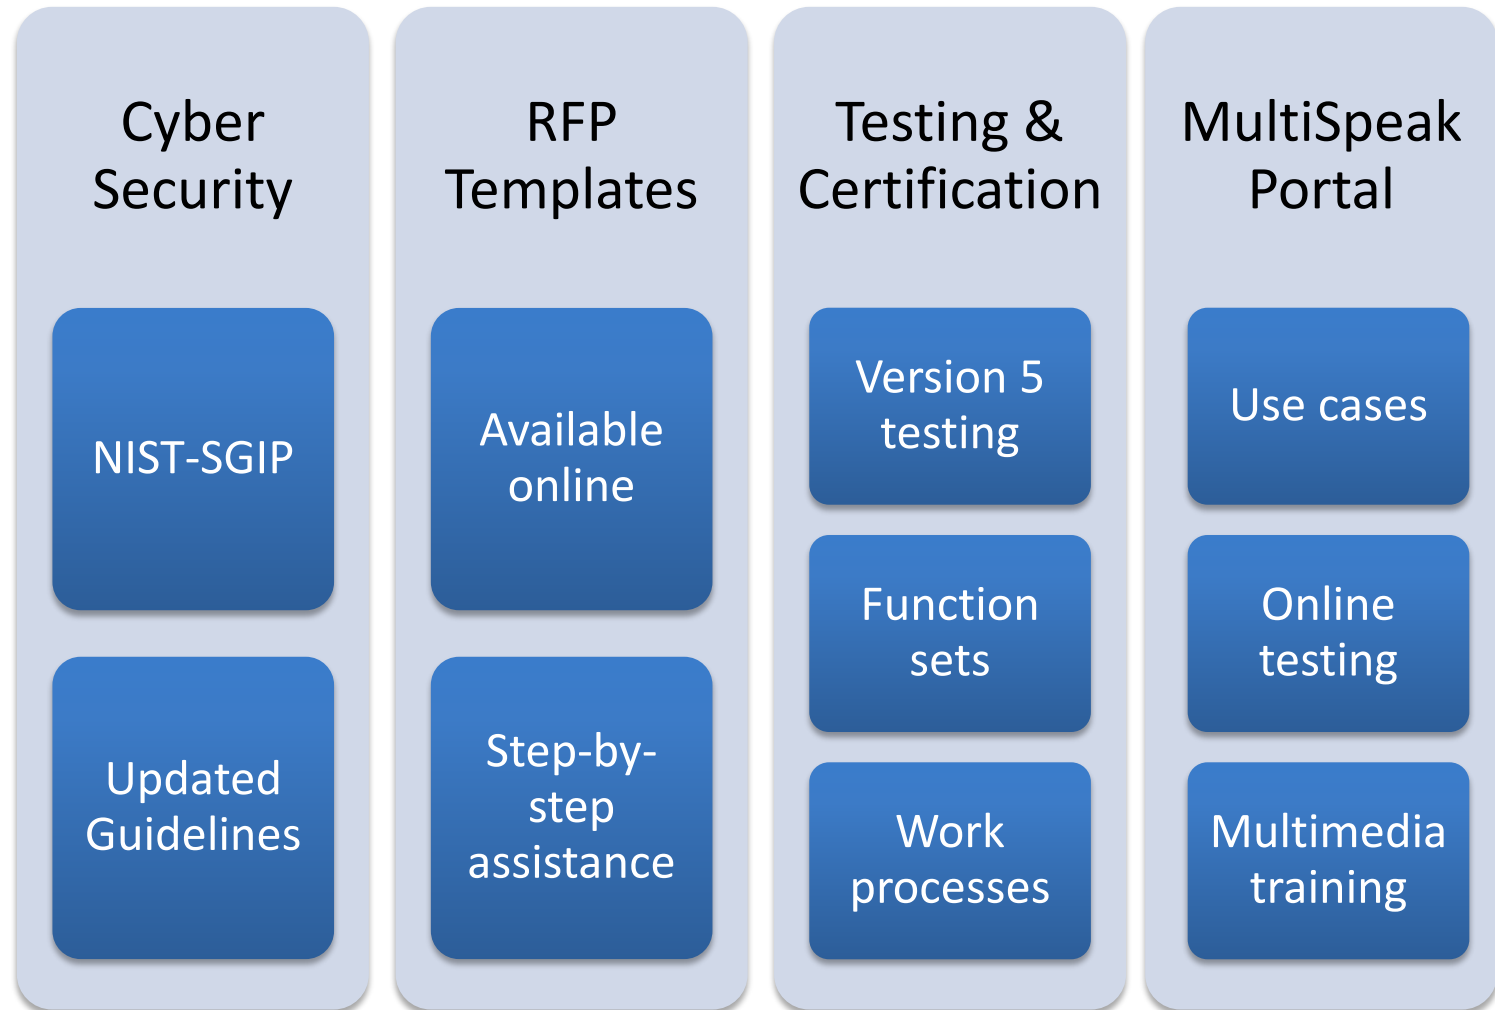 Cyber
Security
NIST-SGIP
Updated
Guidelines
RFP
Templates
Available
online
Step-by-
step
assistance
Testing &
Certification
Version 5
testing
Function
sets
Work
processes
MultiSpeak
Portal
Use cases
Online
testing
Multimedia
training